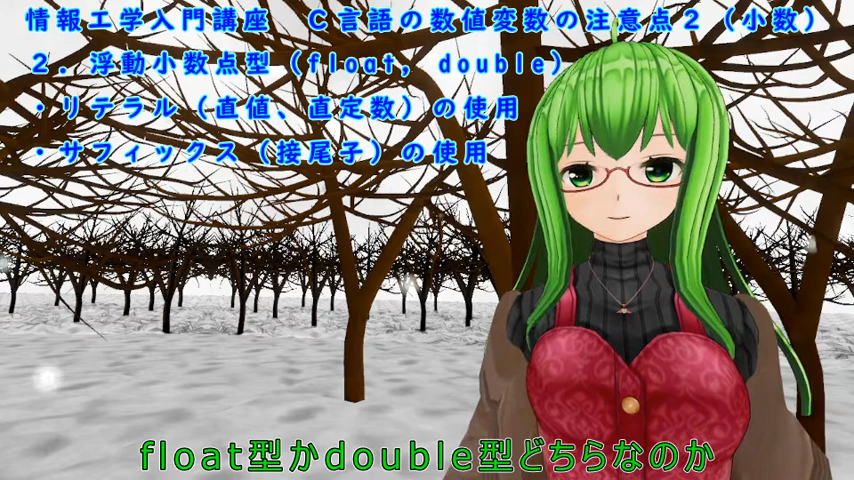 情報工学入門講座　C言語の数値変数の注意点２（小数）
２．浮動小数点型（float, double）
・リテラル（直値、直定数）の使用
・サフィックス（接尾子）の使用
float型かdouble型どちらなのか